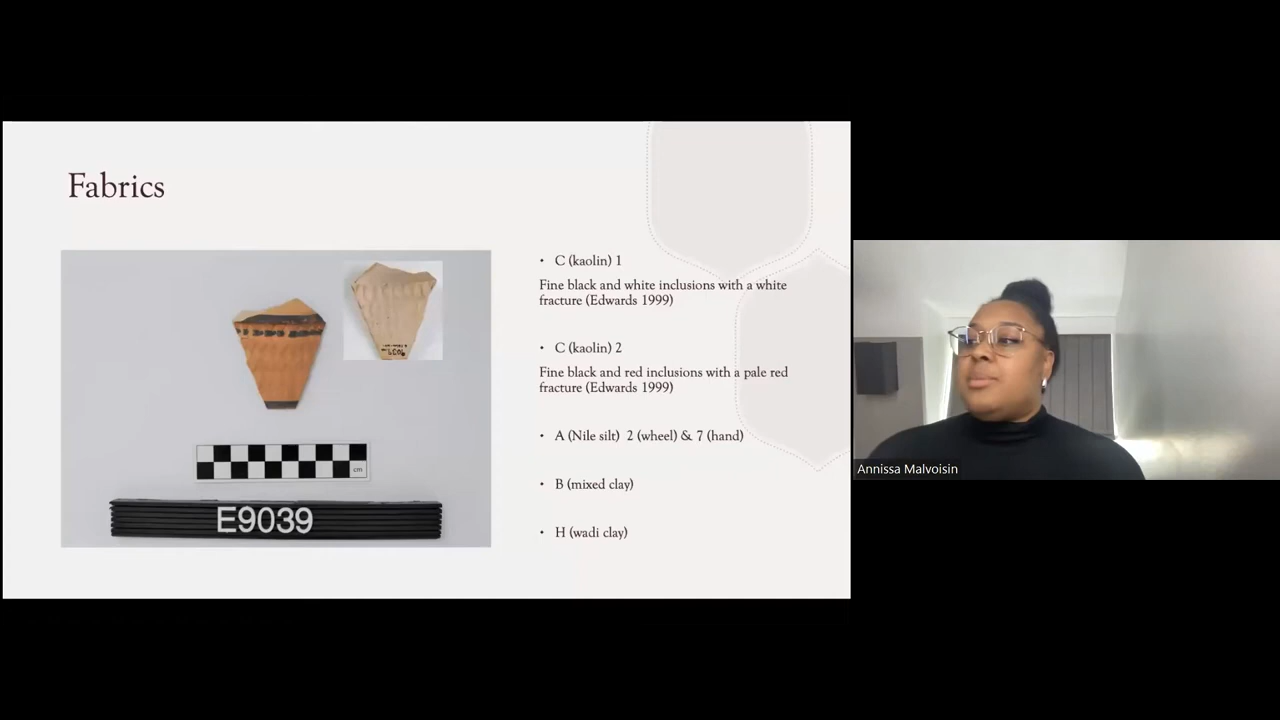 Fabrics
• C (kaolin) 1
Fine black and white inclusions with a white
fracture (Edwards 1999)
• C (kaolin) 2
Fine black and red inclusions with a pale red
fracture (Edwards 1999)
• A (Nile silt) 2 (wheel) & 7 (hand)
• B (mixed clay)
• H (wadi clay)
cm
E9039
Annissa Malvoisin